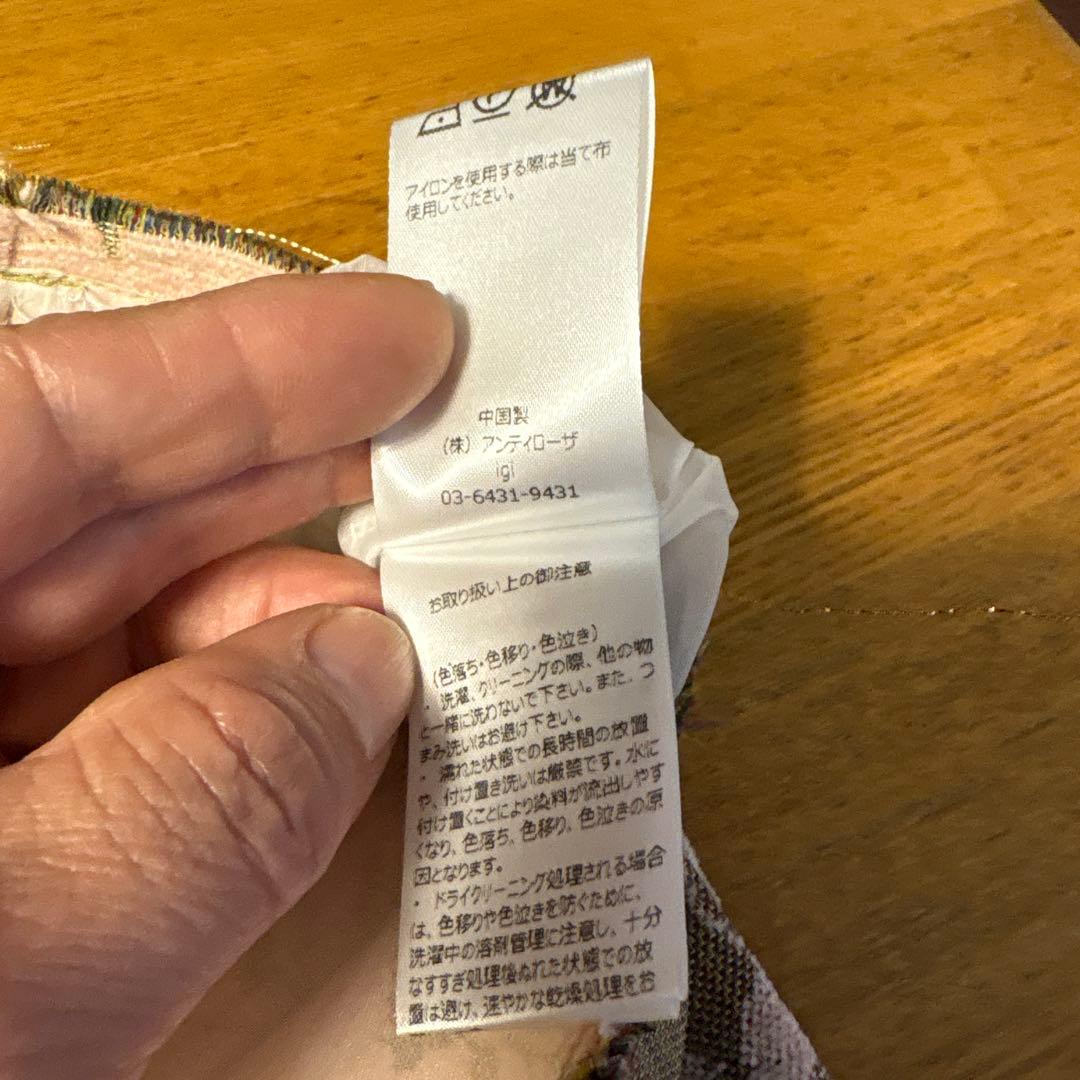 アイロンを使用する際は当て布
使用してください。
中国製
(株) アンティローザ
igi
03-6431-9431
お取り扱い上の御注意
(色落ち・色移り・色泣き)
・ 洗濯、クリーニングの際、他の物
と一緒に洗わないで下さい。また、つ
まみ洗いはお避け下さい。
・ 濡れた状態での長時間の放置
や、付け置き洗いは厳禁です。水に
付け置くことにより染料が流出しやす
くなり、色落ち、色移り、色泣きの原
因となります。
・ ドライクリーニング処理される場合
は、色移りや色泣きを防ぐために、
洗濯中の溶剤管理に注意し、十分
なすすぎ処理後ぬれた状態での放
置は避け、速やかな乾燥処理をお